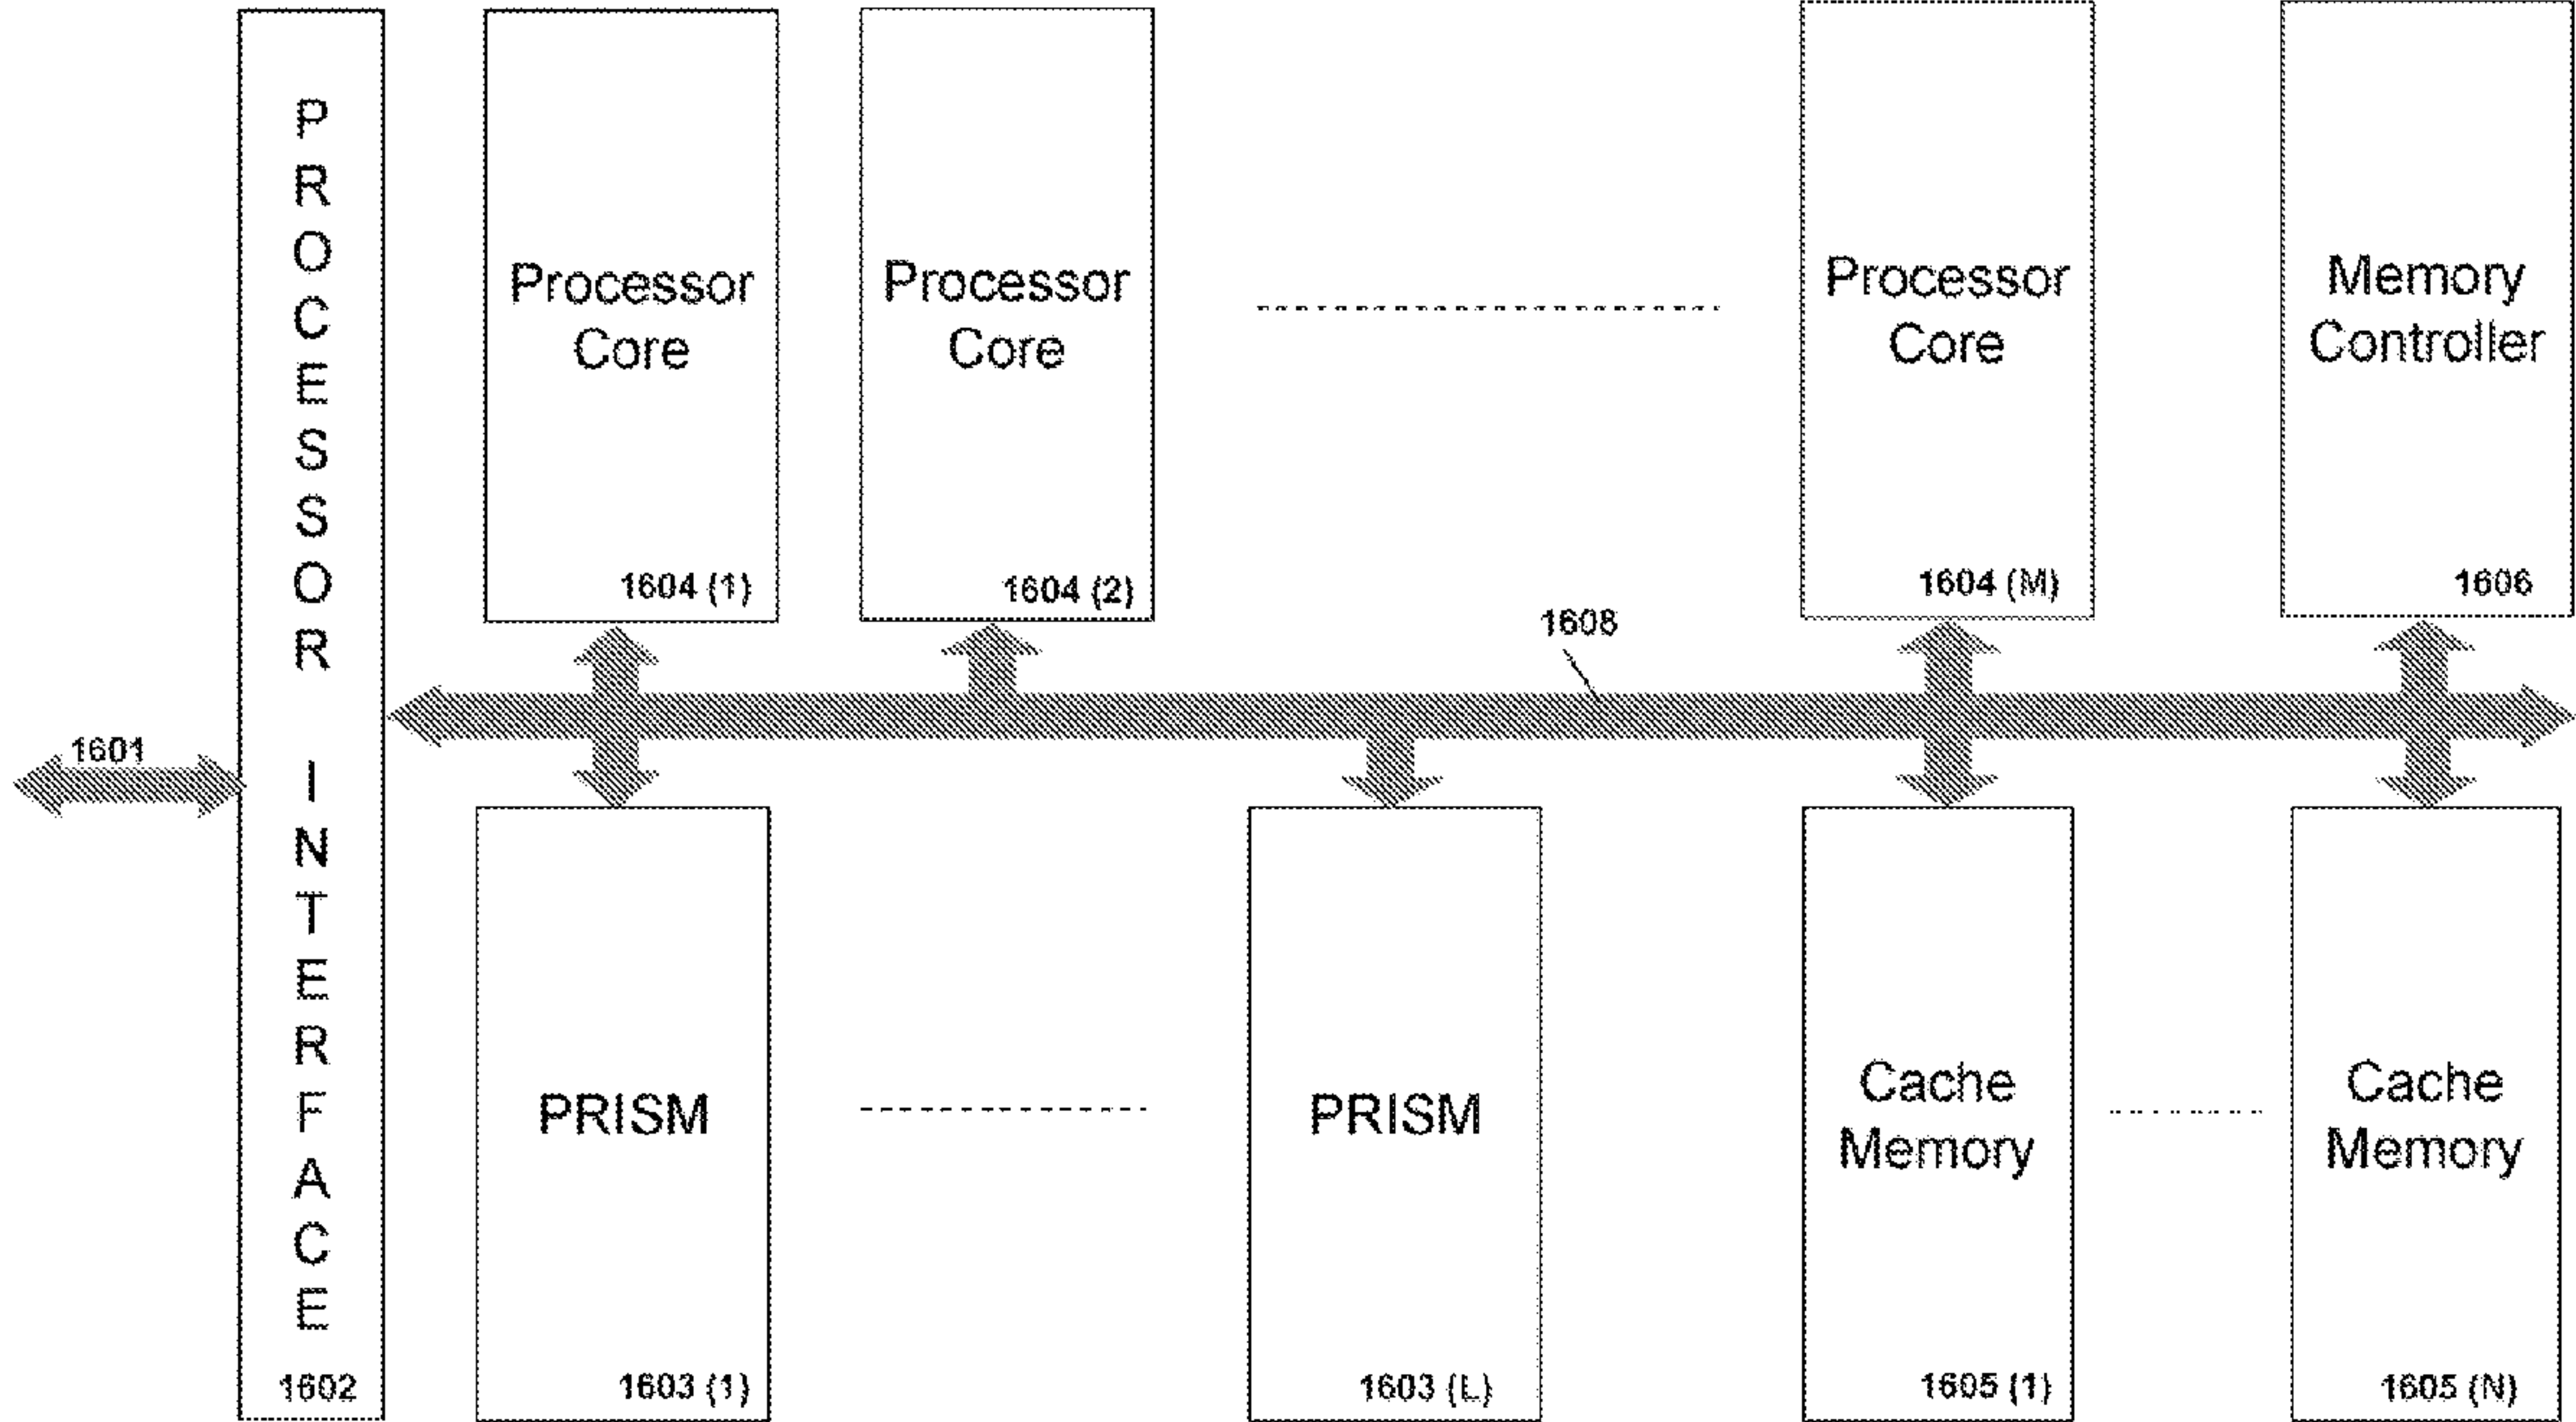 PROCESSOR INTERFACE
1602
1601
Processor
Core
1604 (1)
Processor
Core
1604 (2)
Processor
Core
1604 (M)
Memory
Controller
1606
1608
PRISM
1603 (1)
PRISM
1603 (L)
Cache
Memory
1605 (1)
Cache
Memory
1605 (N)